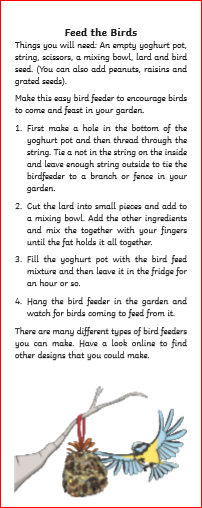 Feed the Birds
Things you will need: An empty yoghurt pot,
string, scissors, a mixing bowl, lard and bird
seed. (You can also add peanuts, raisins and
grated seeds).
Make this easy bird feeder to encourage birds
to come and feast in your garden.
1. First make a hole in the bottom of the
yoghurt pot and then thread through the
string. Tie a not in the string on the inside
and leave enough string outside to tie the
birdfeeder to a branch or fence in your
garden.
2. Cut the lard into small pieces and add to
a mixing bowl. Add the other ingredients
and mix the together with your fingers
until the fat holds it all together.
3. Fill the yoghurt pot with the bird feed
mixture and then leave it in the fridge for
an hour or so.
4. Hang the bird feeder in the garden and
watch for birds coming to feed from it.
There are many different types of bird feeders
you can make. Have a look online to find
other designs that you could make.